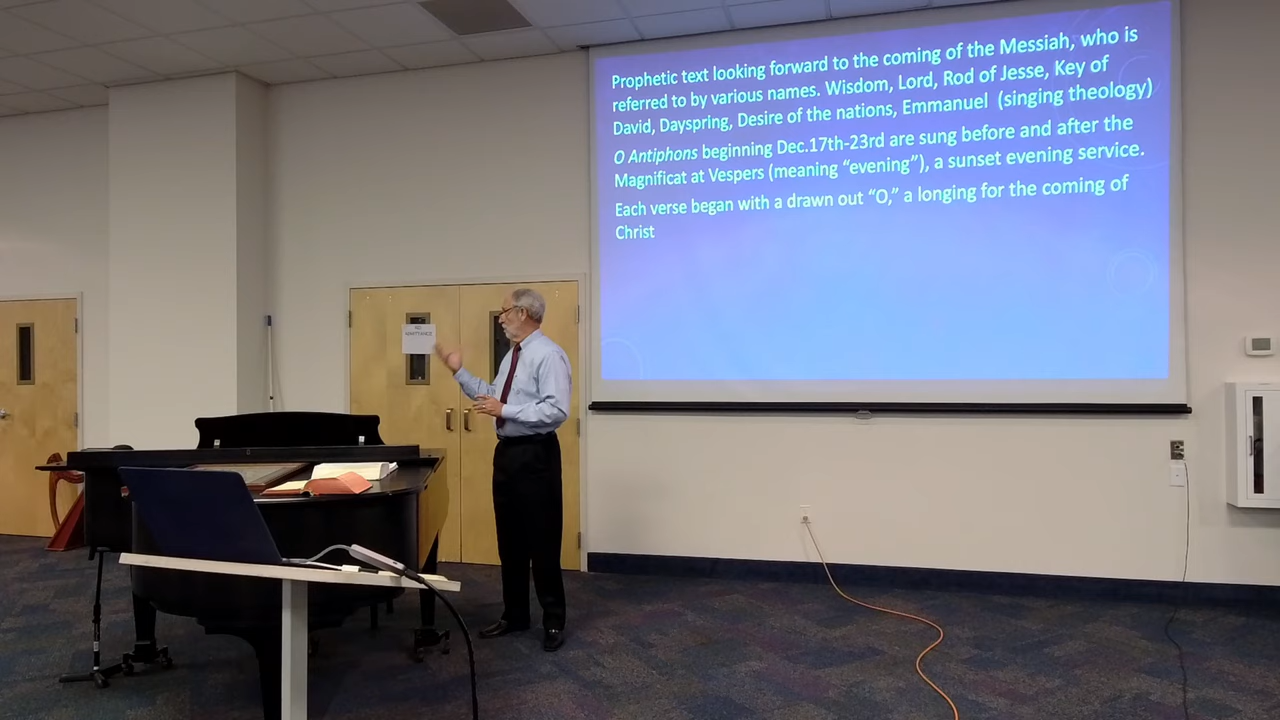 Prophetic text looking forward to the coming of the Messiah, who is
referred to by various names. Wisdom, Lord, Rod of Jesse, Key of
David, Dayspring, Desire of the nations, Emmanuel (singing theology)
O Antiphons beginning Dec.17th-23rd are sung before and after the
Magnificat at Vespers (meaning “evening”), a sunset evening service.
Each verse began with a drawn out “O,” a longing for the coming of
Christ
NO
ADMITTANCE